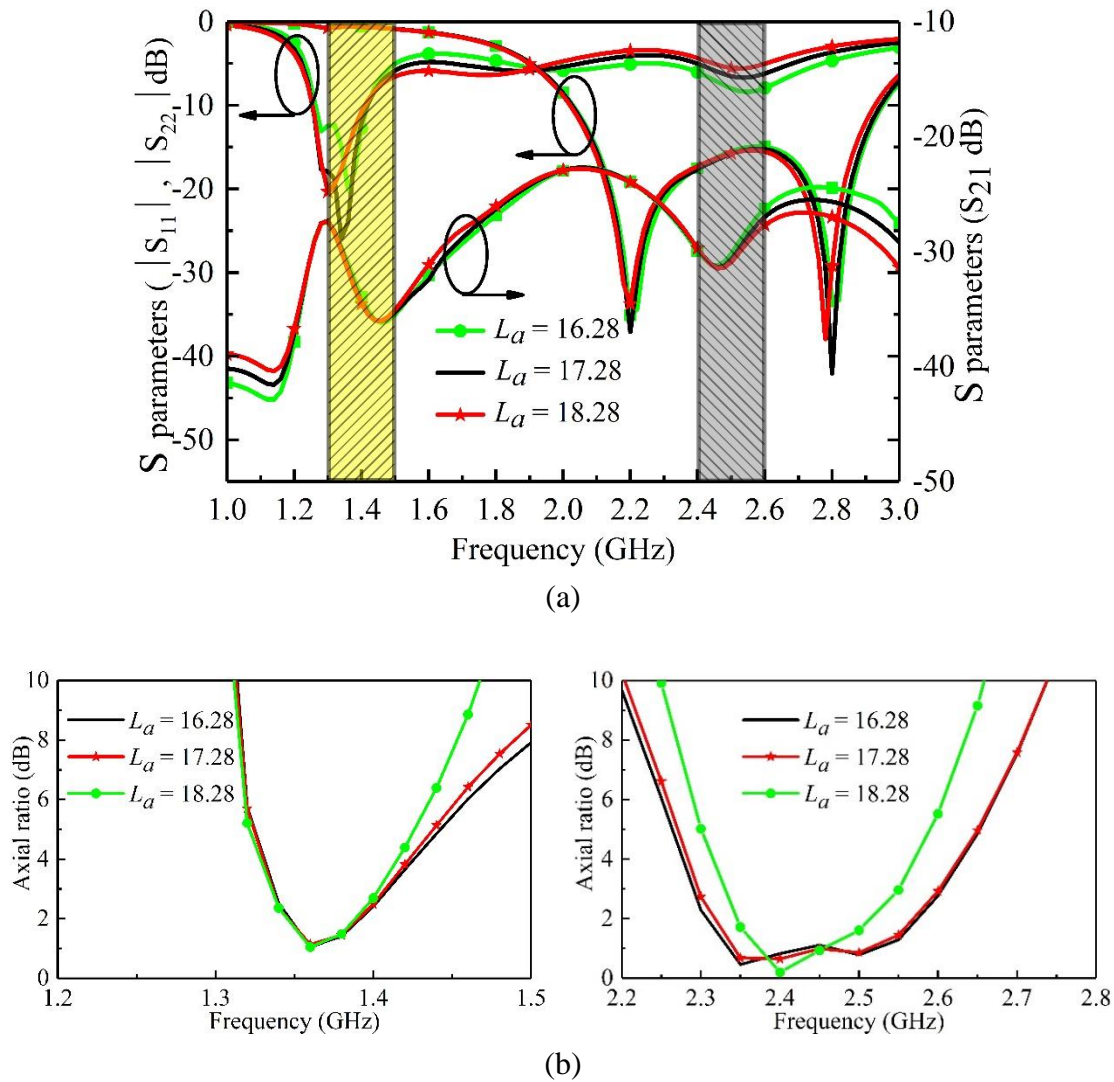 S parameters ( |S11| , |S22| dB)
0
-10
-20
-30
-40
-50
-10
-20
-30
-40
-50
S parameters (S21 dB)
La = 16.28
La = 17.28
La = 18.28
1.0 1.2 1.4 1.6 1.8 2.0 2.2 2.4 2.6 2.8 3.0
Frequency (GHz)
(a)
Axial ratio (dB)
10
8
6
4
2
0
La = 16.28
La = 17.28
La = 18.28
1.2 1.3 1.4 1.5
Frequency (GHz)
Axial ratio (dB)
10
8
6
4
2
0
La = 16.28
La = 17.28
La = 18.28
2.2 2.3 2.4 2.5 2.6 2.7 2.8
Frequency (GHz)
(b)